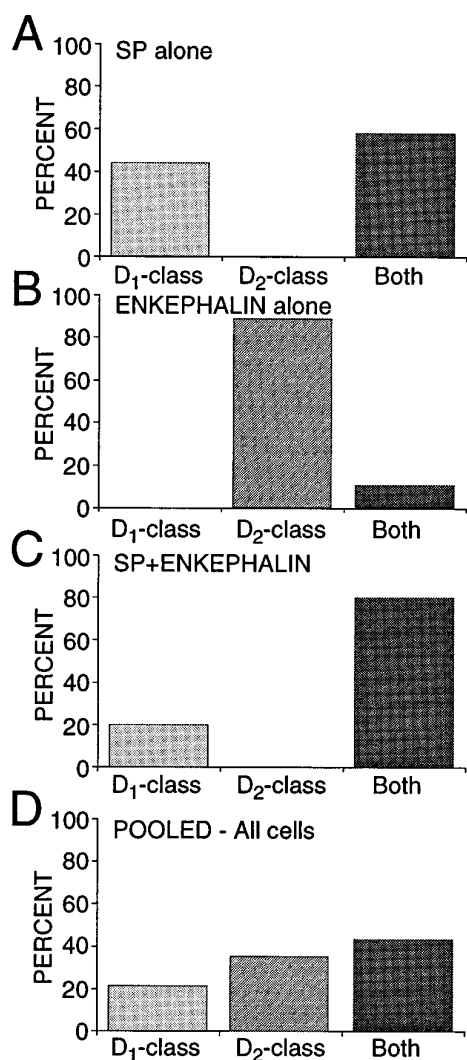 A
SP alone
100
80
60
40
20
0
PERCENT
D₁-class D₂-class Both
B
ENKEPHALIN alone
100
80
60
40
20
0
PERCENT
D₁-class D₂-class Both
C
SP+ENKEPHALIN
100
80
60
40
20
0
PERCENT
D₁-class D₂-class Both
D
POOLED - All cells
100
80
60
40
20
0
PERCENT
D₁-class D₂-class Both